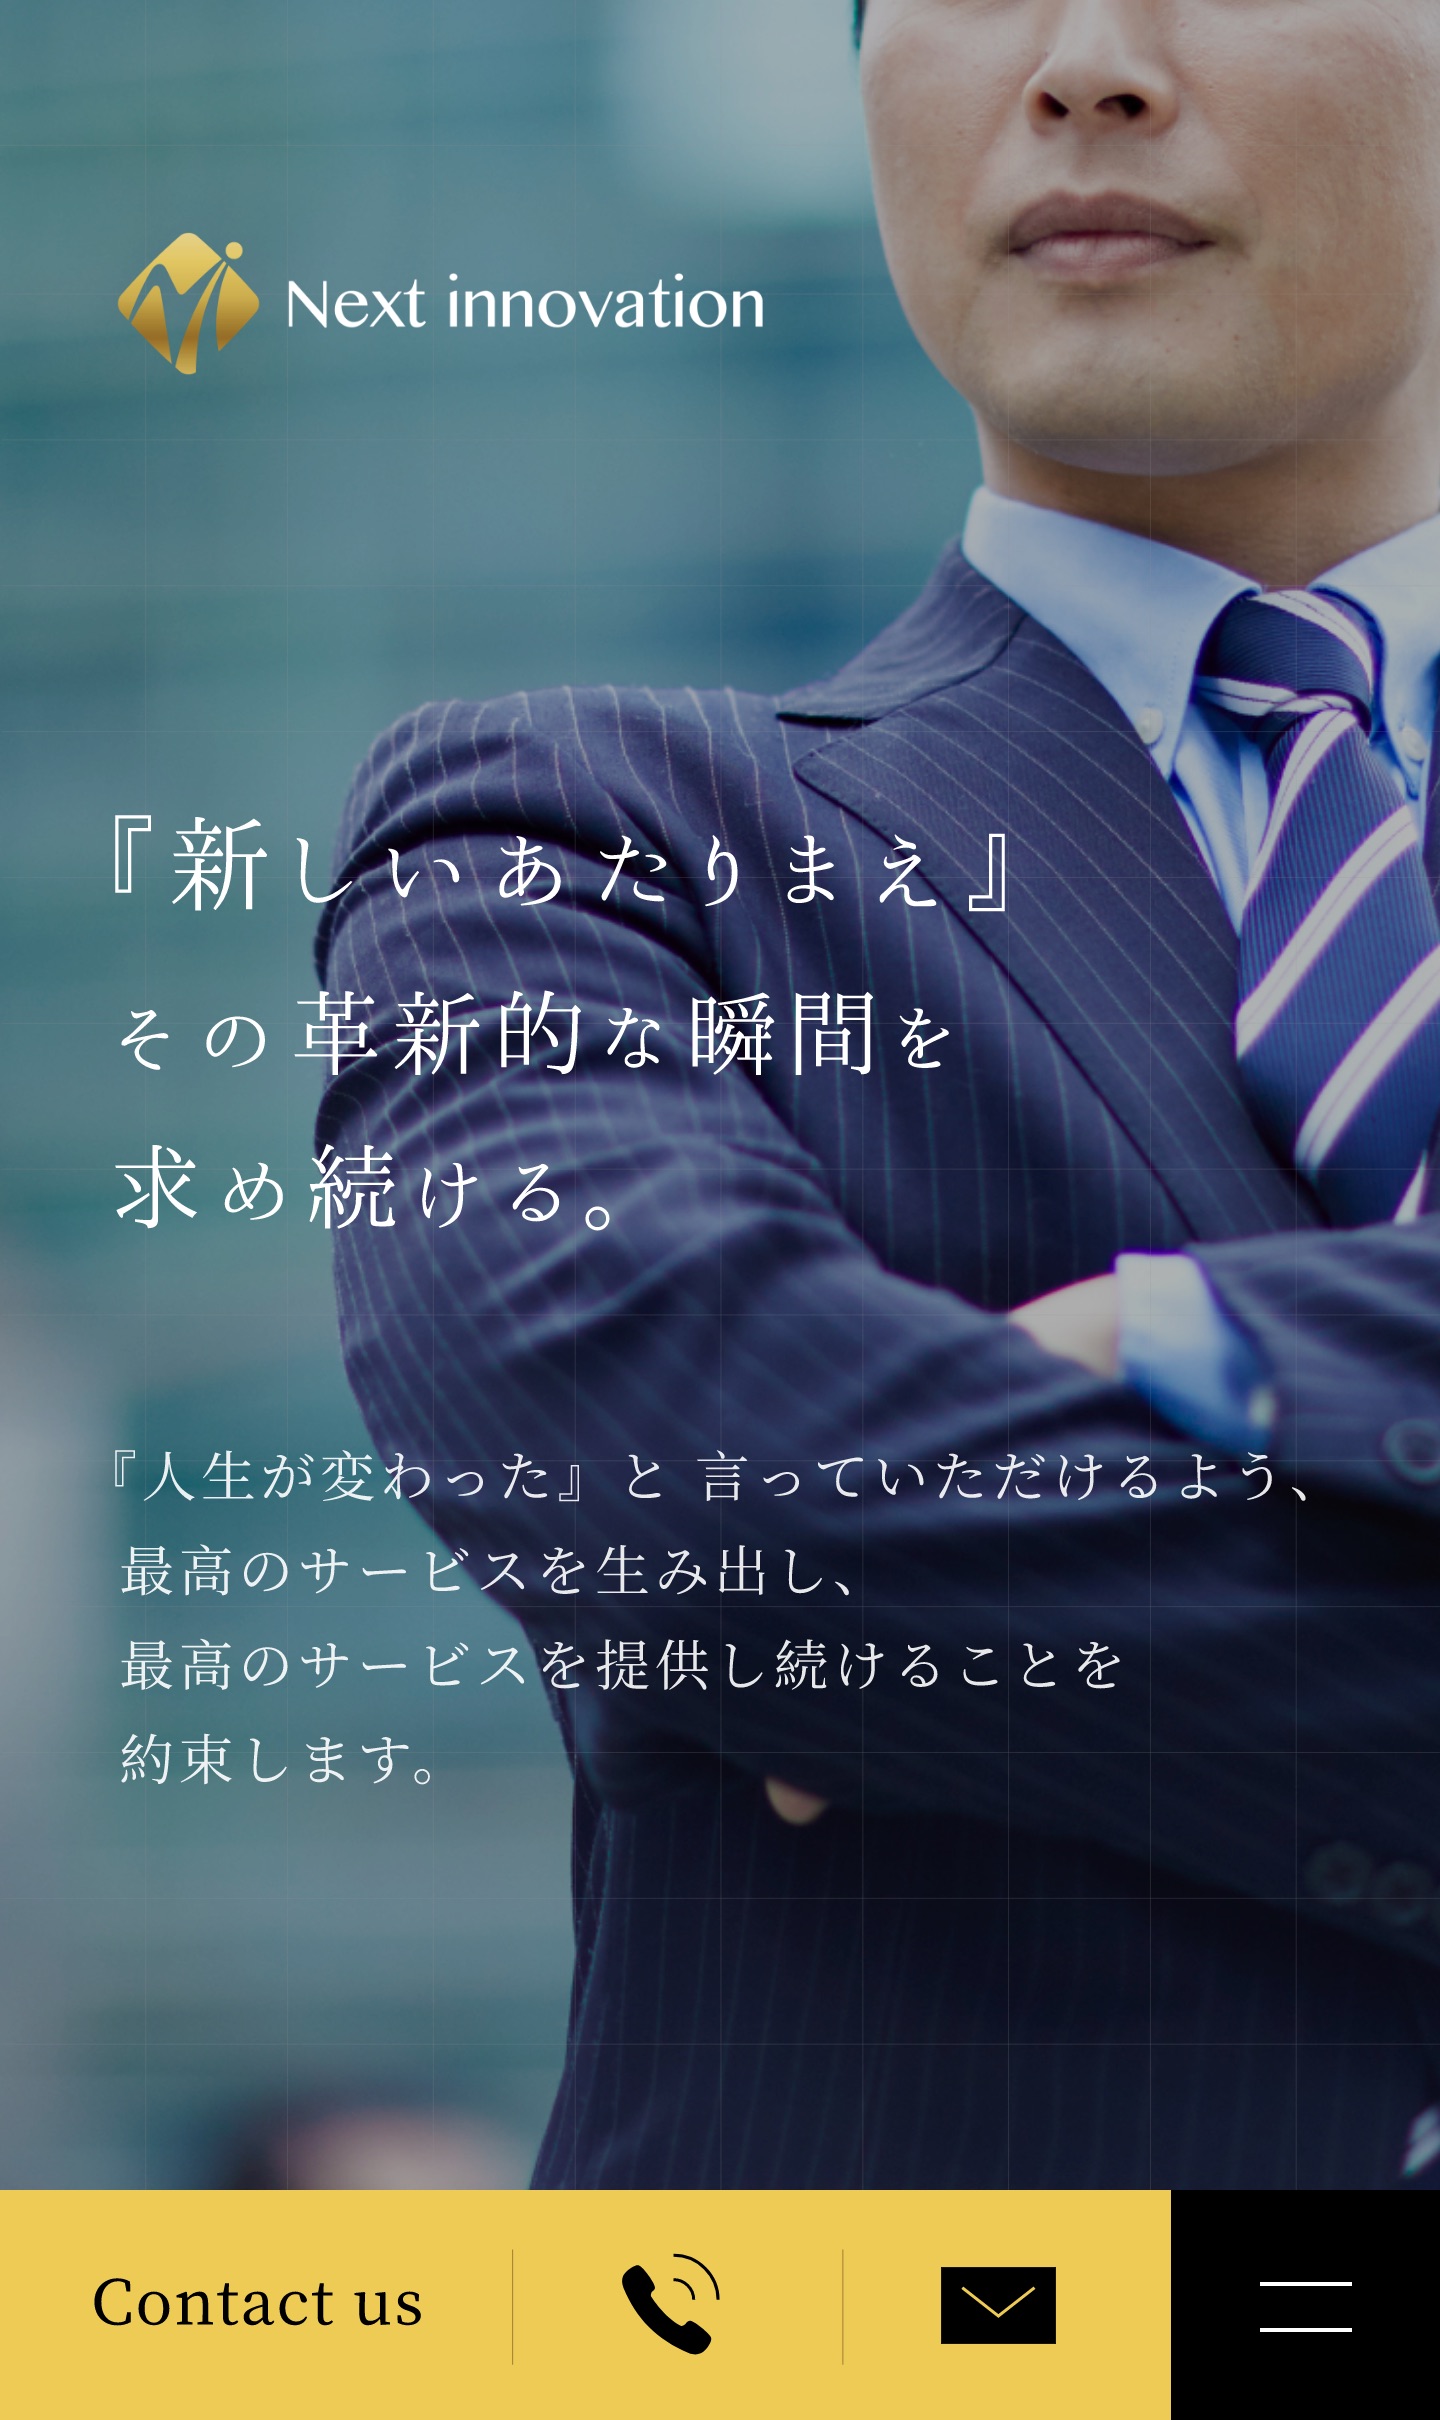 Next innovation
『新しいあたりまえ』
その革新的な瞬間を
求め続ける。
『人生が変わった』と 言っていただけるよう、
最高のサービスを生み出し、
最高のサービスを提供し続けることを
約束します。
Contact us